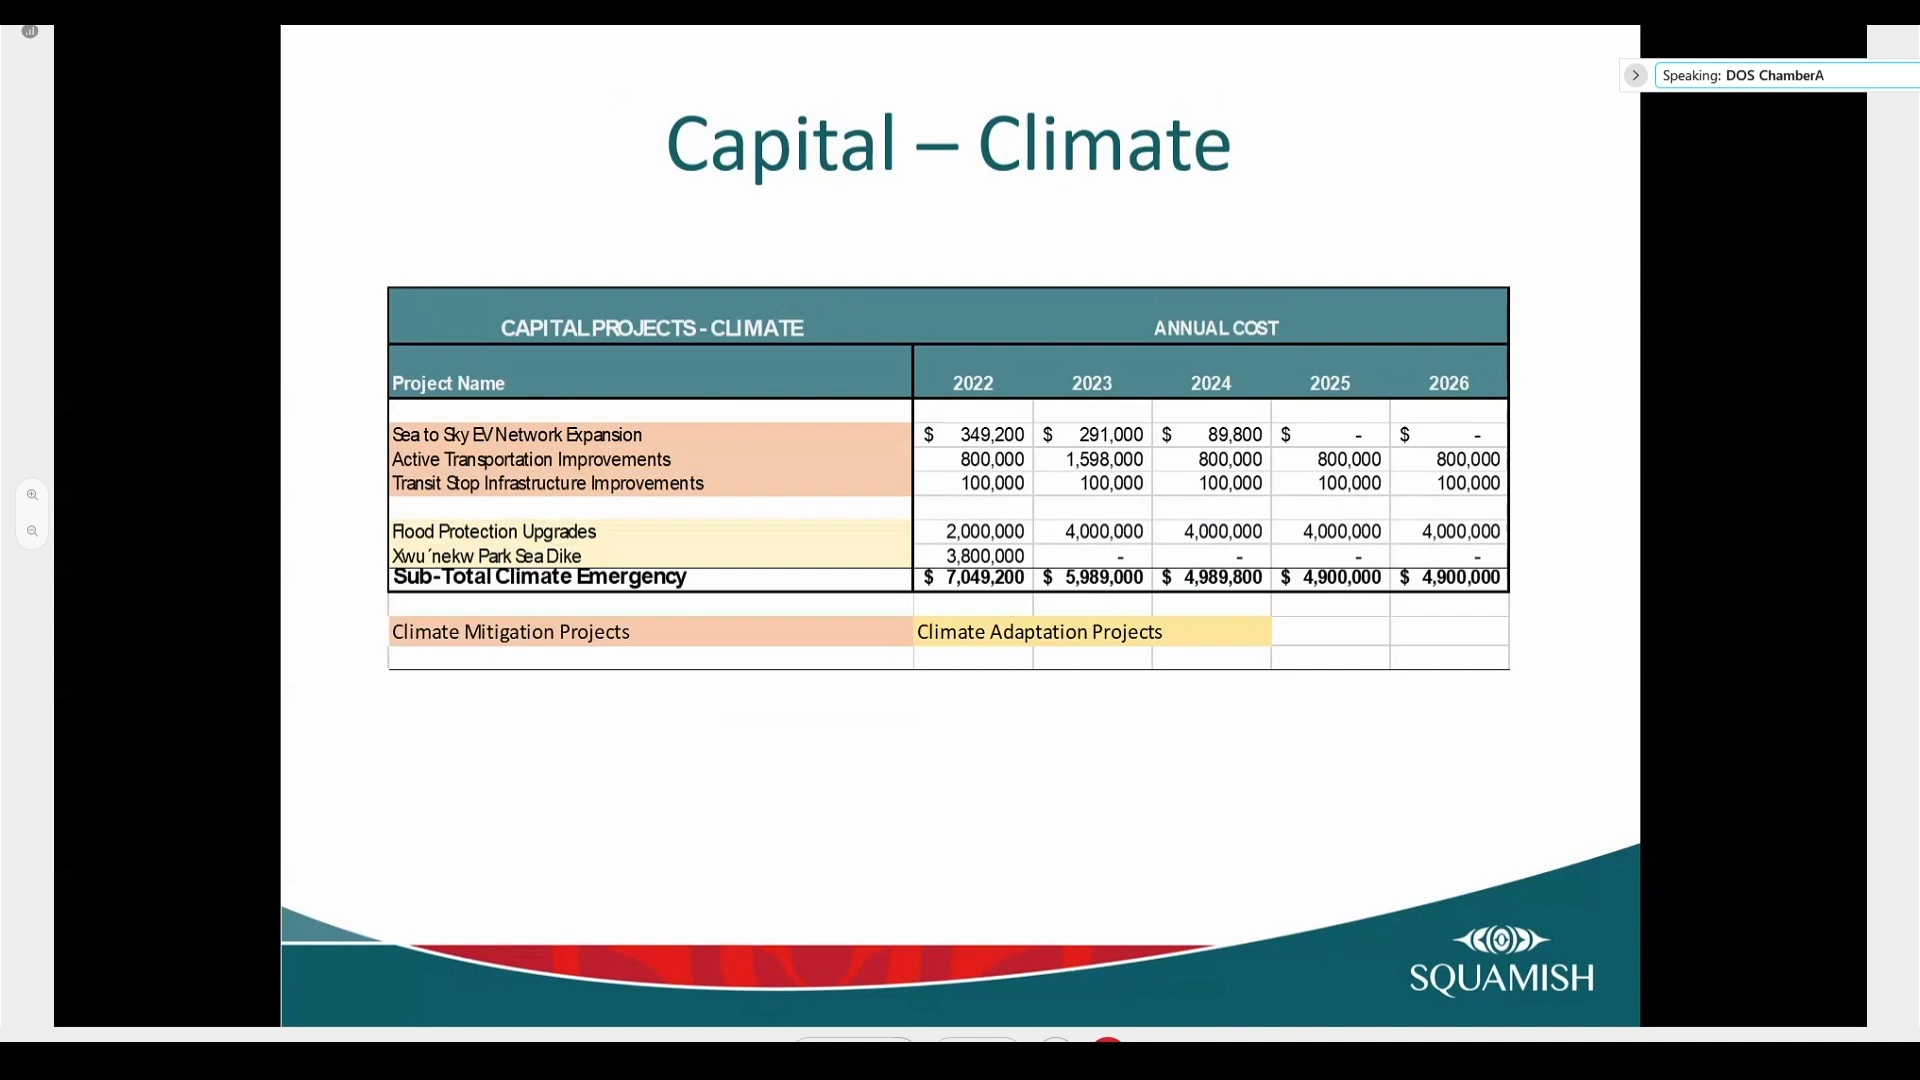 Speaking: DOS ChamberA
Capital – Climate
CAPITAL PROJECTS - CLIMATE ANNUAL COST
Project Name 2022 2023 2024 2025 2026
Sea to Sky EV Network Expansion $ 349,200 $ 291,000 $ 89,800 $ - $ -
Active Transportation Improvements 800,000 1,598,000 800,000 800,000 800,000
Transit Stop Infrastructure Improvements 100,000 100,000 100,000 100,000 100,000
Flood Protection Upgrades 2,000,000 4,000,000 4,000,000 4,000,000 4,000,000
Xwu´nekw Park Sea Dike 3,800,000 - - - -
Sub-Total Climate Emergency $ 7,049,200 $ 5,989,000 $ 4,989,800 $ 4,900,000 $ 4,900,000
Climate Mitigation Projects Climate Adaptation Projects
SQUAMISH